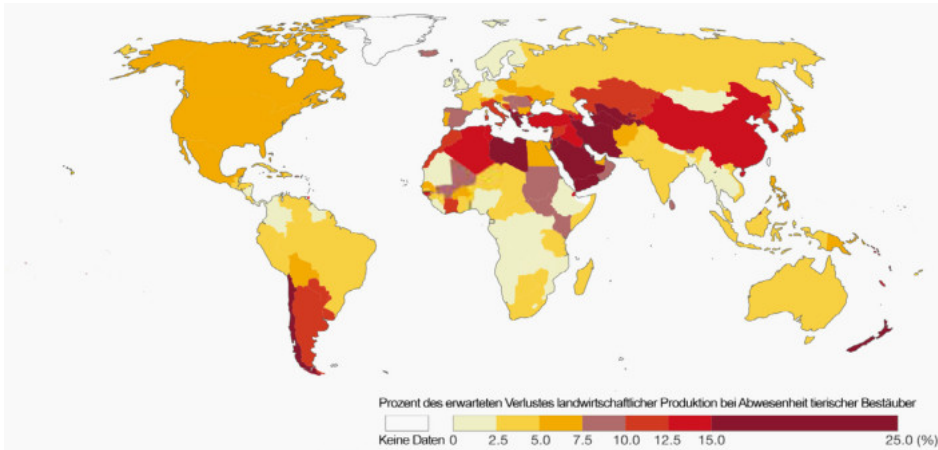 Prozent des erwarteten Verlustes landwirtschaftlicher Produktion bei Abwesenheit tierischer Bestäuber
Keine Daten 0 2.5 5.0 7.5 10.0 12.5 15.0 25.0 (%)